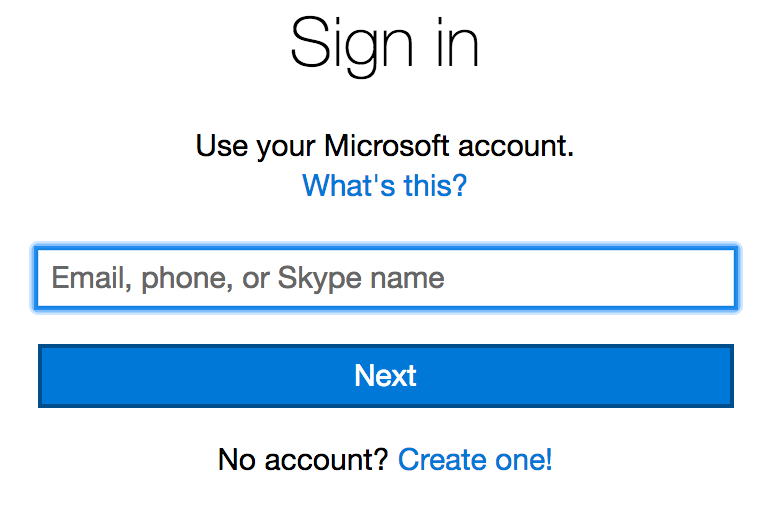 Sign in
Use your Microsoft account.
What's this?
Email, phone, or Skype name
Next
No account? Create one!